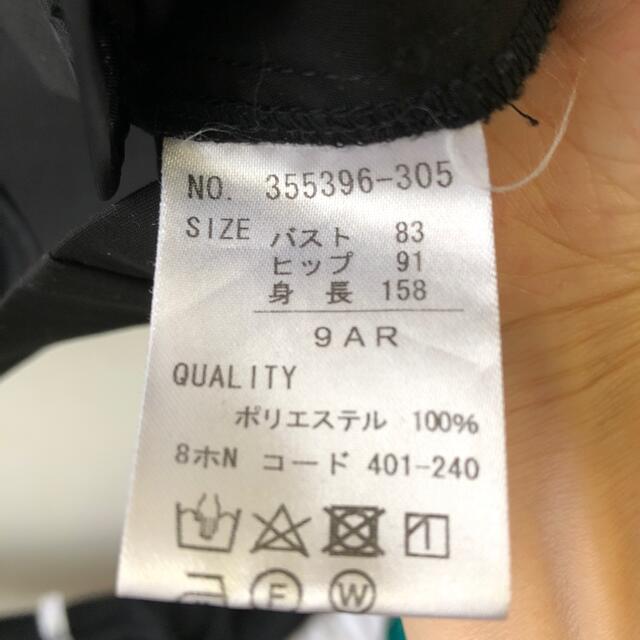 NO. 355396-305
SIZE バスト 83
ヒップ 91
身 長 158
9AR
QUALITY
ポリエステル 100%
8ホN コード 401-240
F W